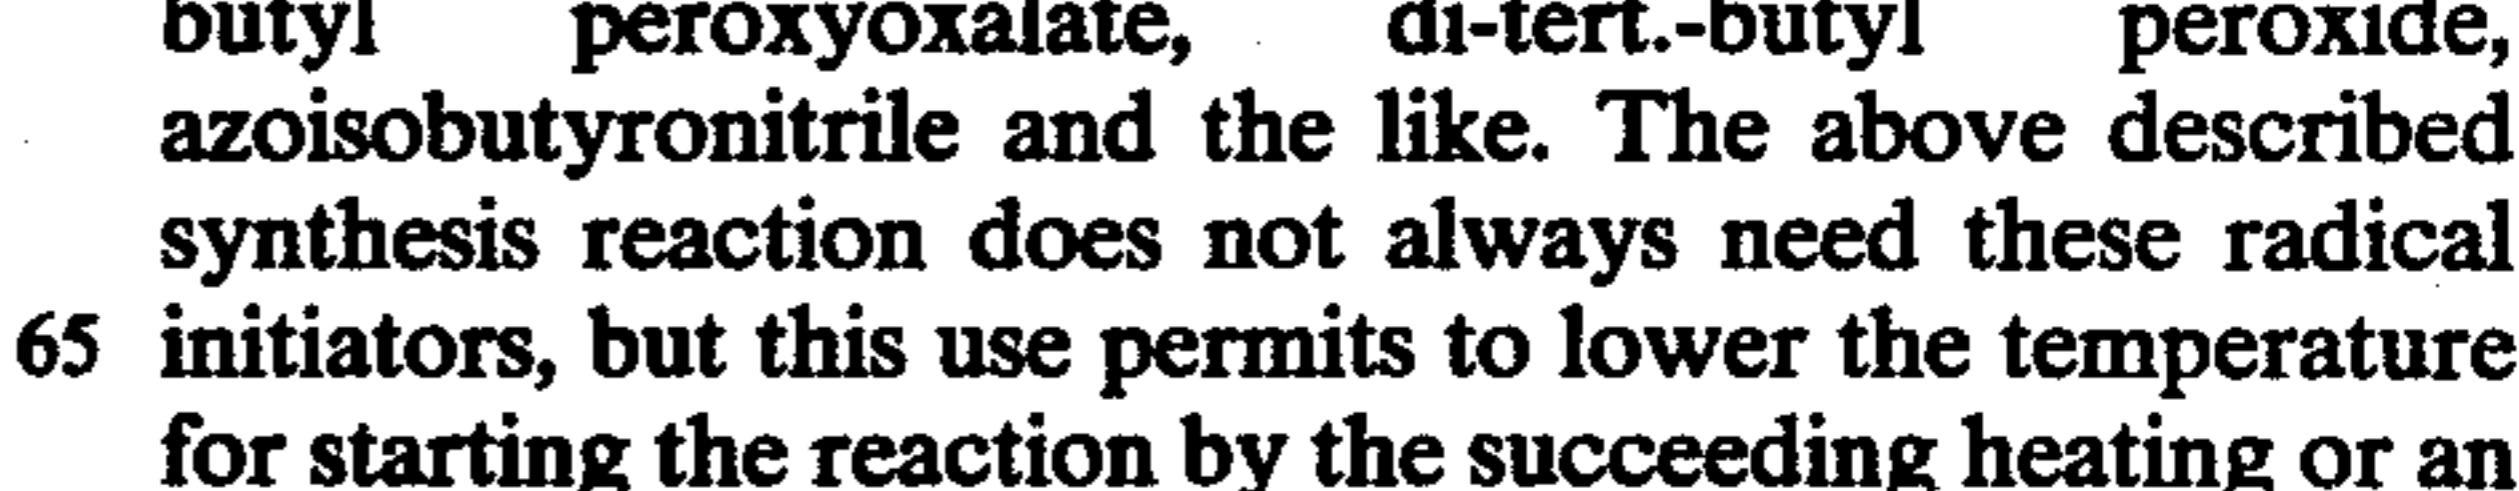 butyl peroxyoxalate, di-tert.-butyl peroxide,
azoisobutyronitrile and the like. The above described
synthesis reaction does not always need these radical
65 initiators, but this use permits to lower the temperature
for starting the reaction by the succeeding heating or an